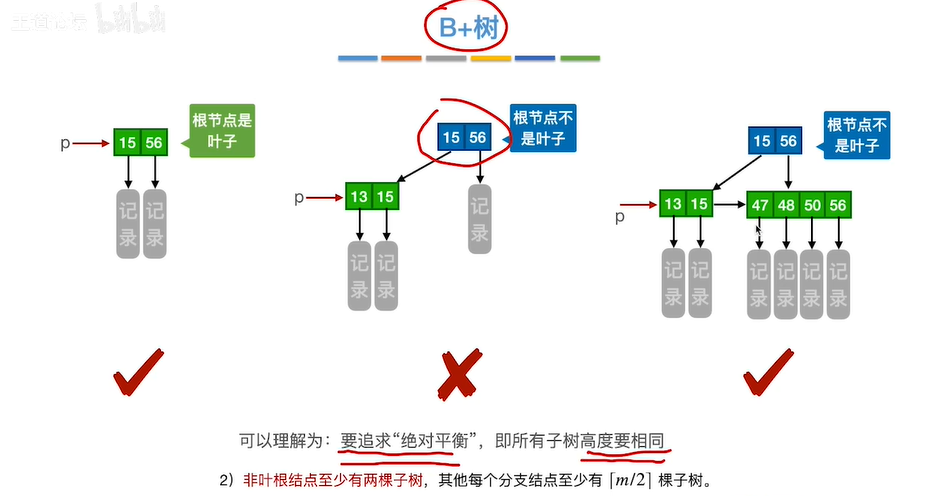 王道论坛 bilibili
B+树
p
15 56
根节点是
叶子
记录
记录
15 56
根节点不
是叶子
p
13 15
记录
记录
记录
15 56
根节点不
是叶子
p
13 15
47 48 50 56
记录
记录
记录
记录
记录
记录
可以理解为：要追求“绝对平衡”，即所有子树高度要相同
2）非叶根结点至少有两棵子树，其他每个分支结点至少有 ⌈m/2⌉ 棵子树。